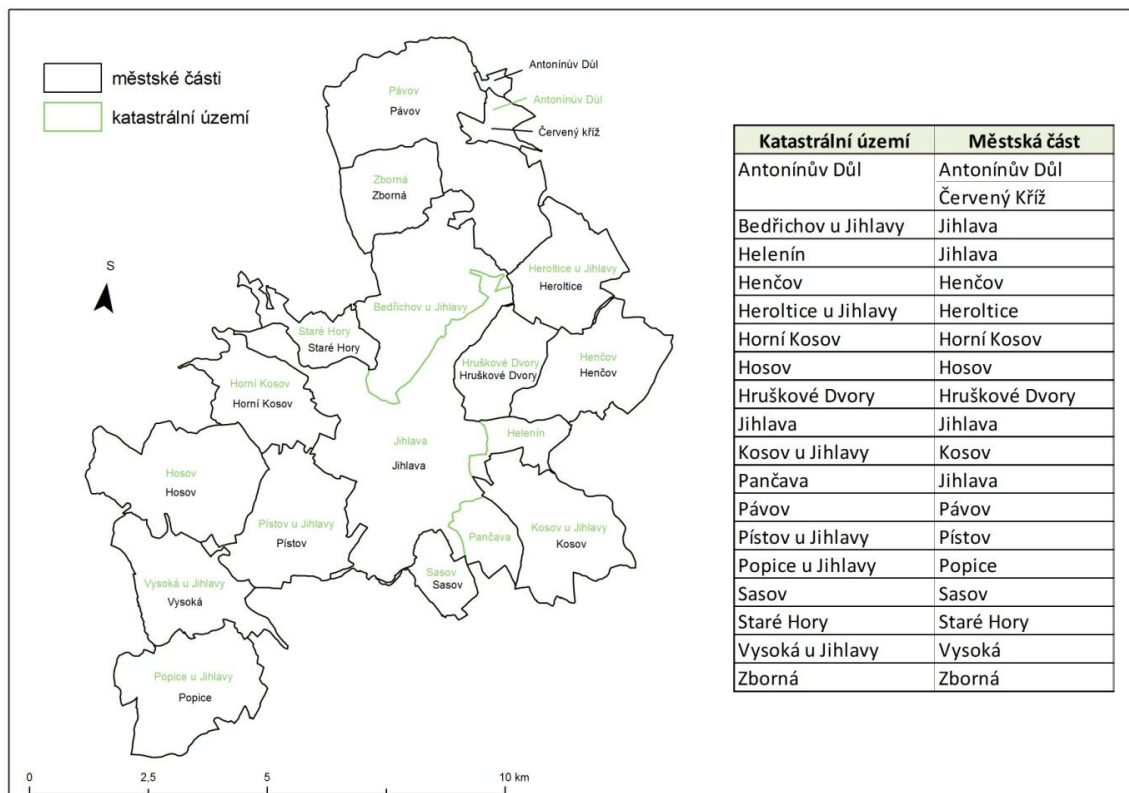 městské části
katastrální území
Antonínův Důl
Pávov
Antonínův Důl
Pávov
Červený kříž
Zborná
Zborná
S
Heroltice u Jihlavy
Heroltice
Bedřichov u Jihlavy
Staré Hory
Staré Hory
Hruškové Dvory
Hruškové Dvory
Henčov
Henčov
Horní Kosov
Horní Kosov
Helenín
Jihlava
Jihlava
Hosov
Hosov
Pístov u Jihlavy
Pístov
Pančava
Kosov u Jihlavy
Kosov
Sasov
Sasov
Vysoká u Jihlavy
Vysoká
Popice u Jihlavy
Popice
0 2,5 5 10 km
Katastrální území Městská část
Antonínův Důl Antonínův Důl
Červený Kříž
Bedřichov u Jihlavy Jihlava
Helenín Jihlava
Henčov Henčov
Heroltice u Jihlavy Heroltice
Horní Kosov Horní Kosov
Hosov Hosov
Hruškové Dvory Hruškové Dvory
Jihlava Jihlava
Kosov u Jihlavy Kosov
Pančava Jihlava
Pávov Pávov
Pístov u Jihlavy Pístov
Popice u Jihlavy Popice
Sasov Sasov
Staré Hory Staré Hory
Vysoká u Jihlavy Vysoká
Zborná Zborná